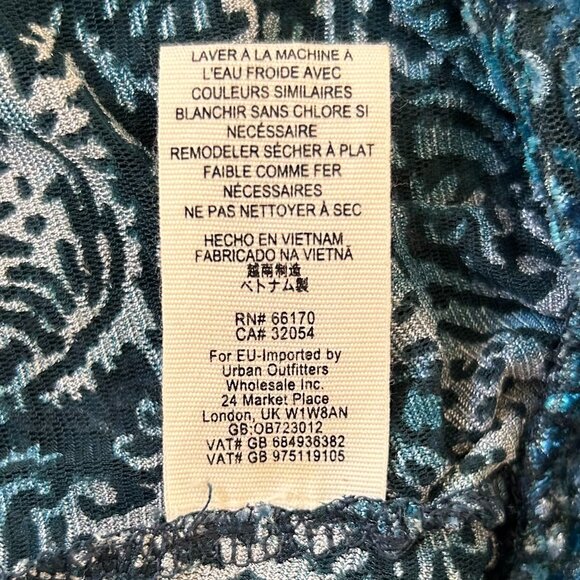 LAVER À LA MACHINE À
L'EAU FROIDE AVEC
COULEURS SIMILAIRES
BLANCHIR SANS CHLORE SI
NECÉSSAIRE
REMODELER SÉCHER À PLAT
FAIBLE COMME FER
NÉCESSAIRES
NE PAS NETTOYER À SEC
HECHO EN VIETNAM
FABRICADO NA VIETNÃ
越南制造
ベトナム製
RN# 66170
CA# 32054
For EU-Imported by
Urban Outfitters
Wholesale Inc.
24 Market Place
London, UK W1W8AN
GB:OB723012
VAT# GB 684936382
VAT# GB 975119105